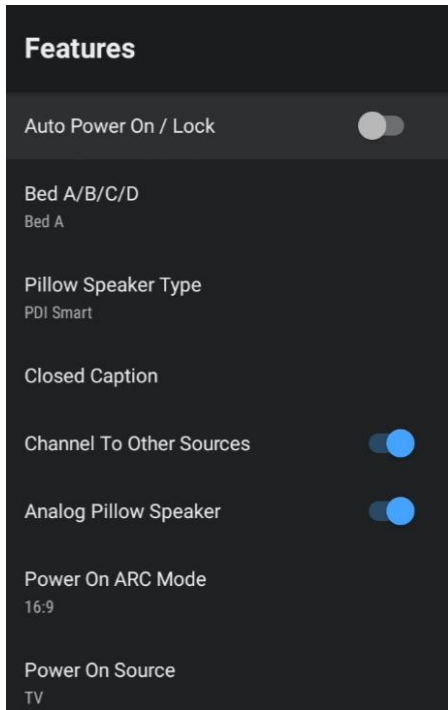 Features
Auto Power On / Lock
Bed A/B/C/D
Bed A
Pillow Speaker Type
PDI Smart
Closed Caption
Channel To Other Sources
Analog Pillow Speaker
Power On ARC Mode
16:9
Power On Source
TV